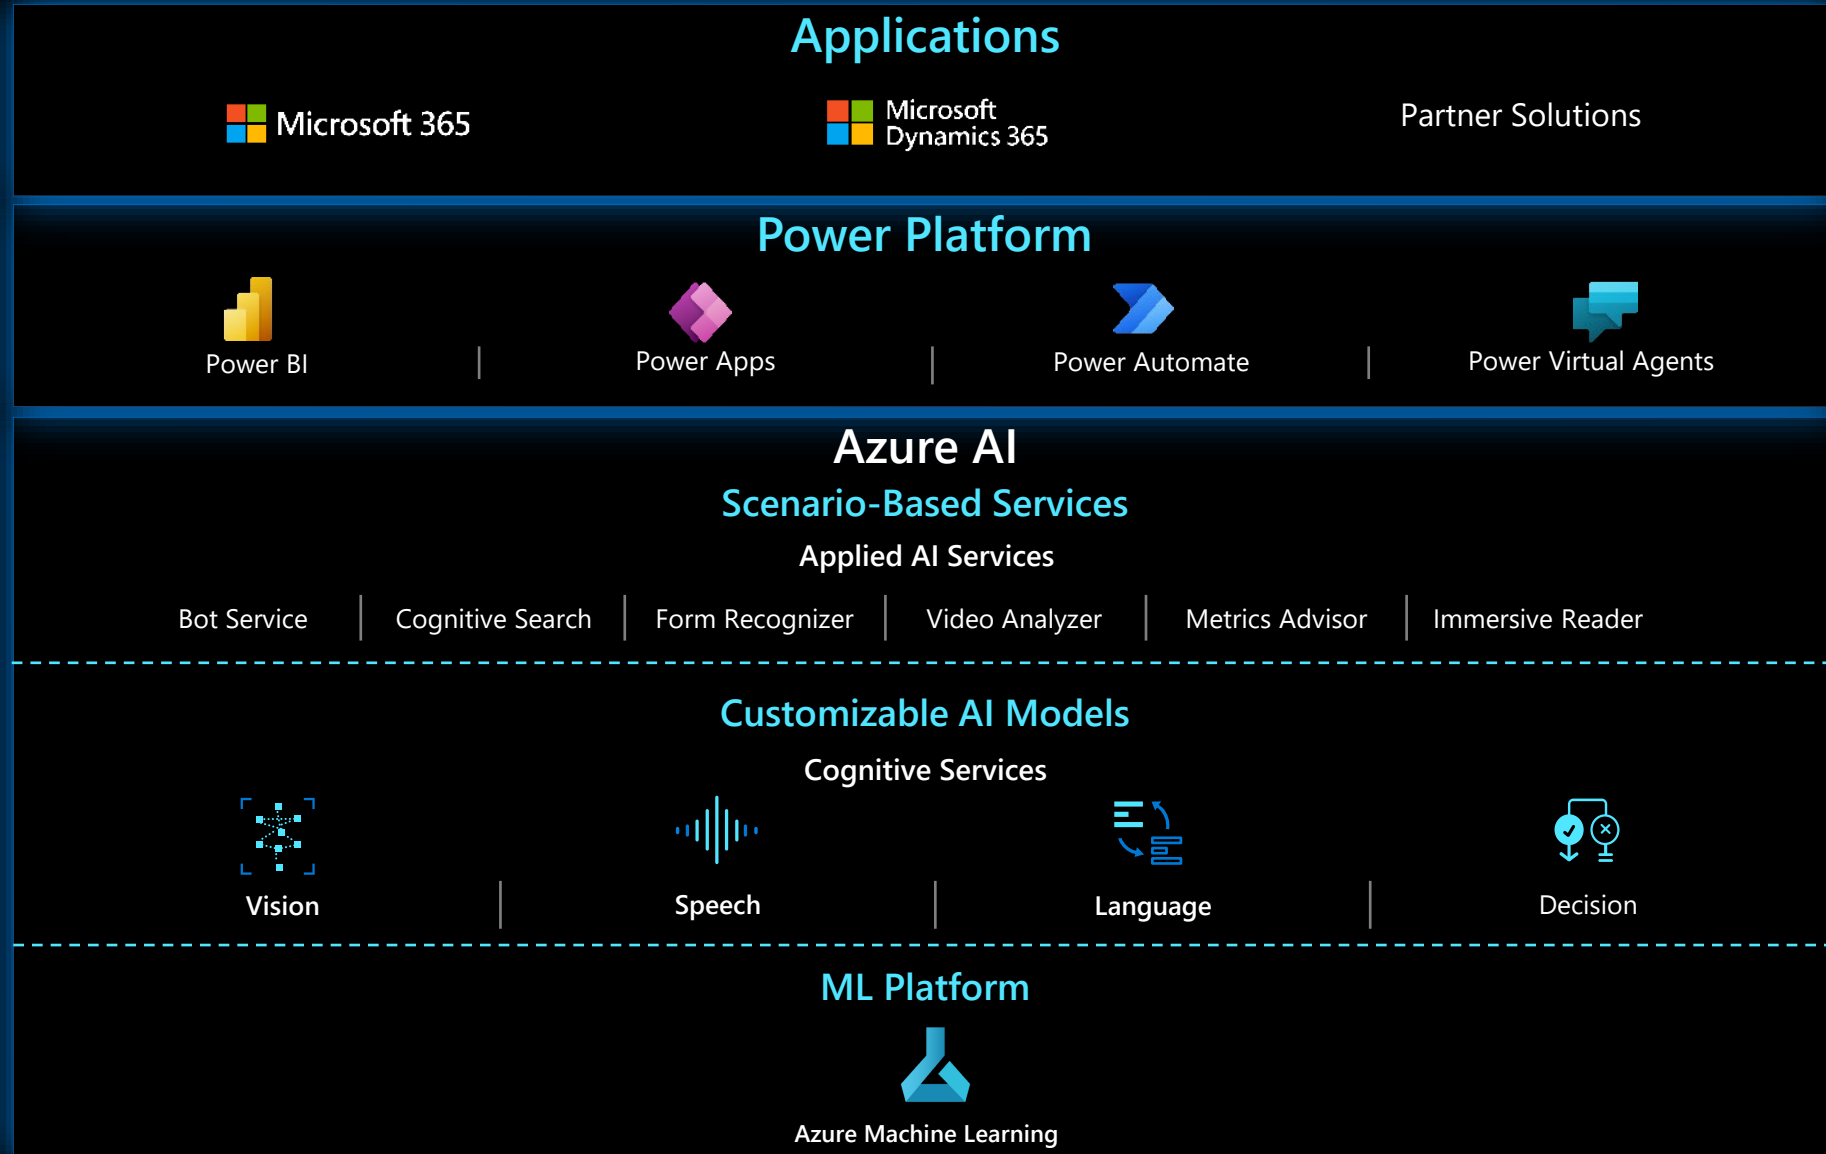 Applications
Microsoft 365
Microsoft
Dynamics 365
Partner Solutions
Power Platform
Power BI
Power Apps
Power Automate
Power Virtual Agents
Azure AI
Scenario-Based Services
Applied AI Services
Bot Service
Cognitive Search
Form Recognizer
Video Analyzer
Metrics Advisor
Immersive Reader
Customizable AI Models
Cognitive Services
Vision
Speech
Language
Decision
ML Platform
Azure Machine Learning